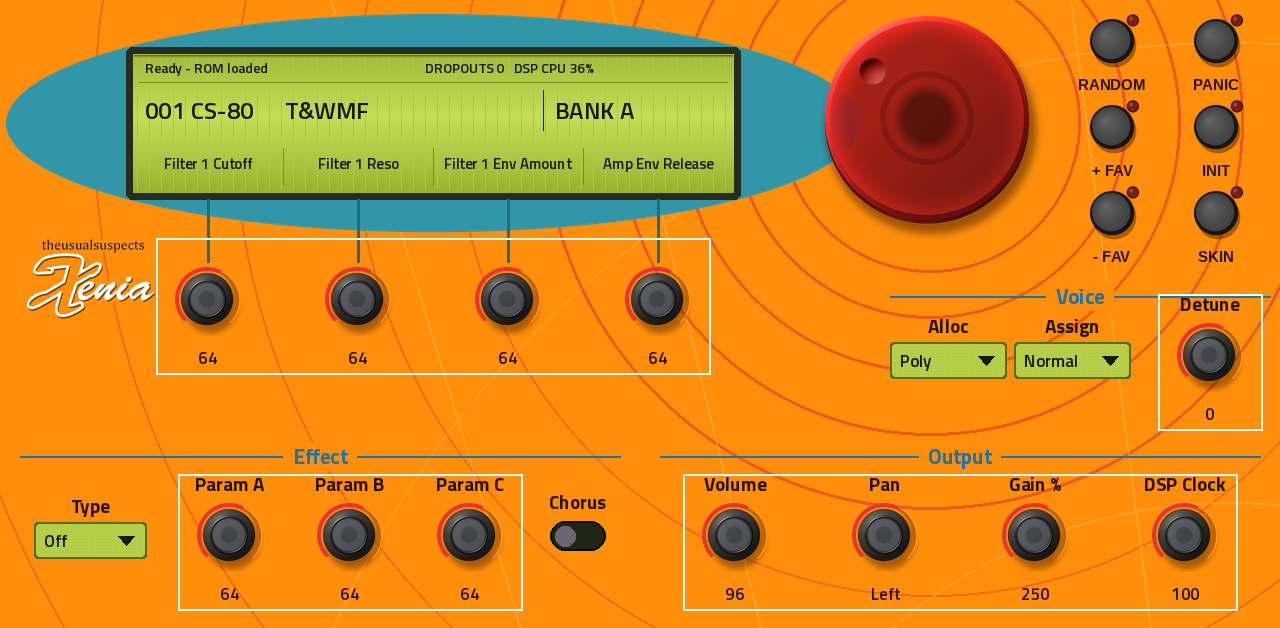 Ready - ROM loaded DROPOUTS 0 DSP CPU 36%
001 CS-80 T&WMF BANK A
Filter 1 Cutoff Filter 1 Reso Filter 1 Env Amount Amp Env Release
RANDOM PANIC
+ FAV INIT
- FAV SKIN
theusualsuspects
Xenia
64 64 64 64
Voice
Alloc Assign Detune
Poly Normal
0
Effect
Type Param A Param B Param C Chorus
Off
64 64 64
Output
Volume Pan Gain % DSP Clock
96 Left 250 100